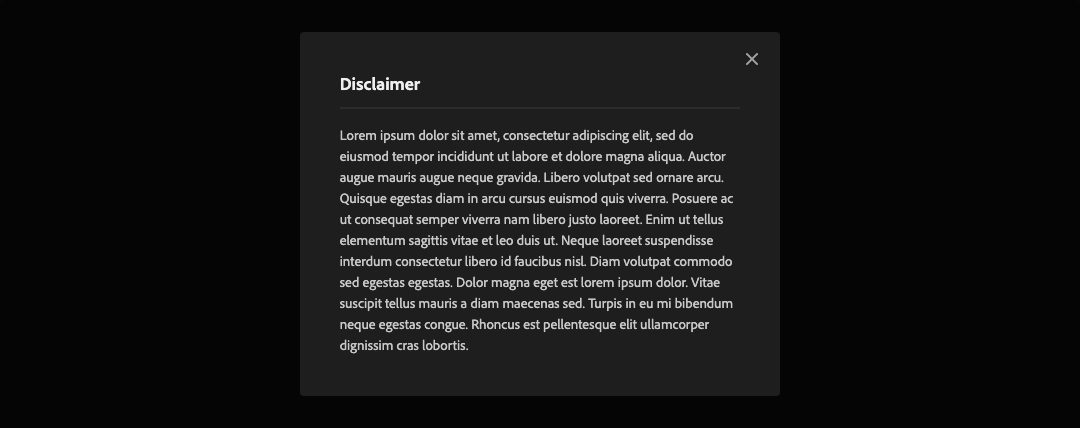 Disclaimer
Lorem ipsum dolor sit amet, consectetur adipiscing elit, sed do
eiusmod tempor incididunt ut labore et dolore magna aliqua. Auctor
augue mauris augue neque gravida. Libero volutpat sed ornare arcu.
Quisque egestas diam in arcu cursus euismod quis viverra. Posuere ac
ut consequat semper viverra nam libero justo laoreet. Enim ut tellus
elementum sagittis vitae et leo duis ut. Neque laoreet suspendisse
interdum consectetur libero id faucibus nisl. Diam volutpat commodo
sed egestas egestas. Dolor magna eget est lorem ipsum dolor. Vitae
suscipit tellus mauris a diam maecenas sed. Turpis in eu mi bibendum
neque egestas congue. Rhoncus est pellentesque elit ullamcorper
dignissim cras lobortis.